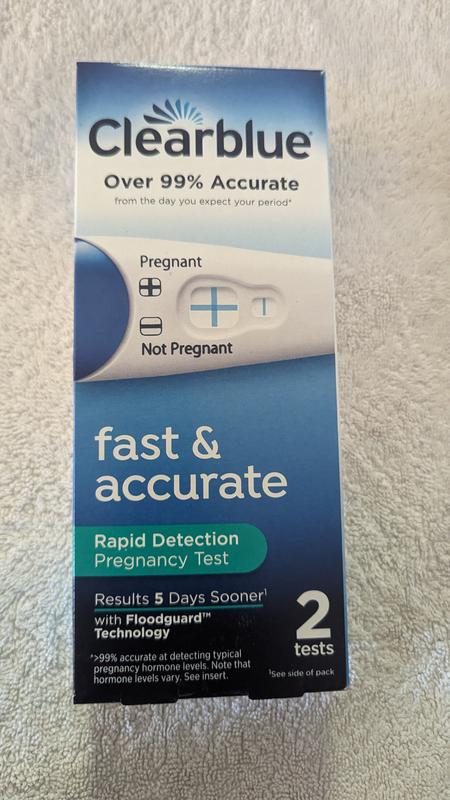 Clearblue®
Over 99% Accurate
from the day you expect your period*
Pregnant
Not Pregnant
fast &
accurate
Rapid Detection
Pregnancy Test
Results 5 Days Sooner¹
with Floodguard™
Technology
2
tests
*>99% accurate at detecting typical
pregnancy hormone levels. Note that
hormone levels vary. See insert.
¹See side of pack